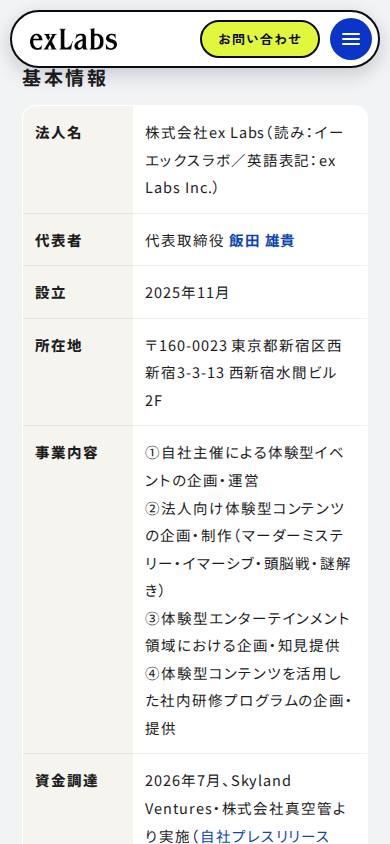 exLabs
お問い合わせ
基本情報
法人名
株式会社ex Labs（読み：イー
エックスラボ／英語表記：ex
Labs Inc.）
代表者
代表取締役 飯田 雄貴
設立
2025年11月
所在地
〒160-0023 東京都新宿区西
新宿3-3-13 西新宿水間ビル
2F
事業内容
①自社主催による体験型イベ
ントの企画・運営
②法人向け体験型コンテンツ
の企画・制作（マーダーミステ
リー・イマーシブ・頭脳戦・謎解
き）
③体験型エンターテインメント
領域における企画・知見提供
④体験型コンテンツを活用し
た社内研修プログラムの企画・
提供
資金調達
2026年7月、Skyland
Ventures・株式会社真空管よ
り実施（自社プレスリリース